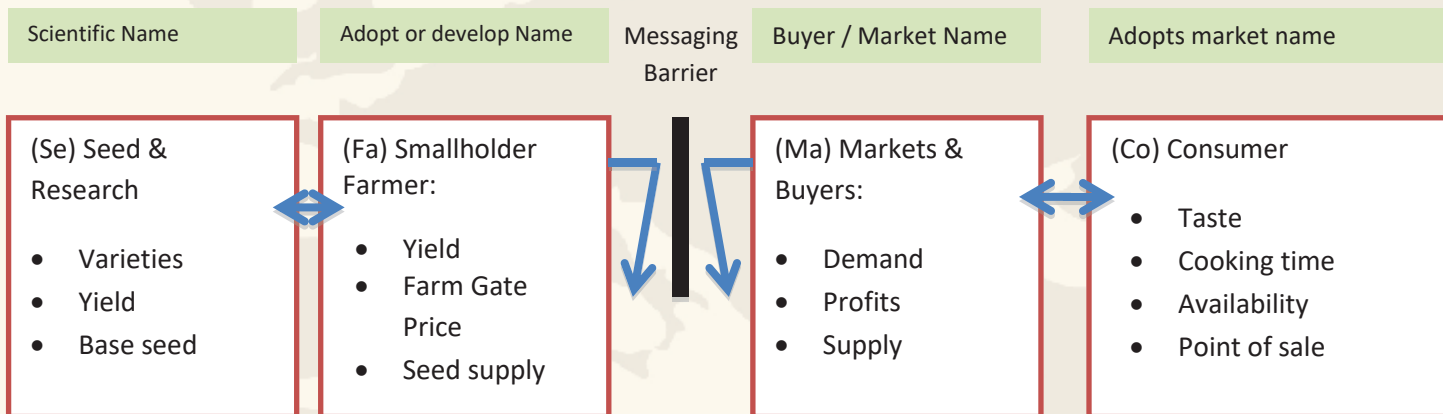 Scientific Name
Adopt or develop Name
Messaging
Barrier
Buyer / Market Name
Adopts market name
(Se) Seed &
Research
• Varieties
• Yield
• Base seed
(Fa) Smallholder
Farmer:
• Yield
• Farm Gate
Price
• Seed supply
(Ma) Markets &
Buyers:
• Demand
• Profits
• Supply
(Co) Consumer
• Taste
• Cooking time
• Availability
• Point of sale